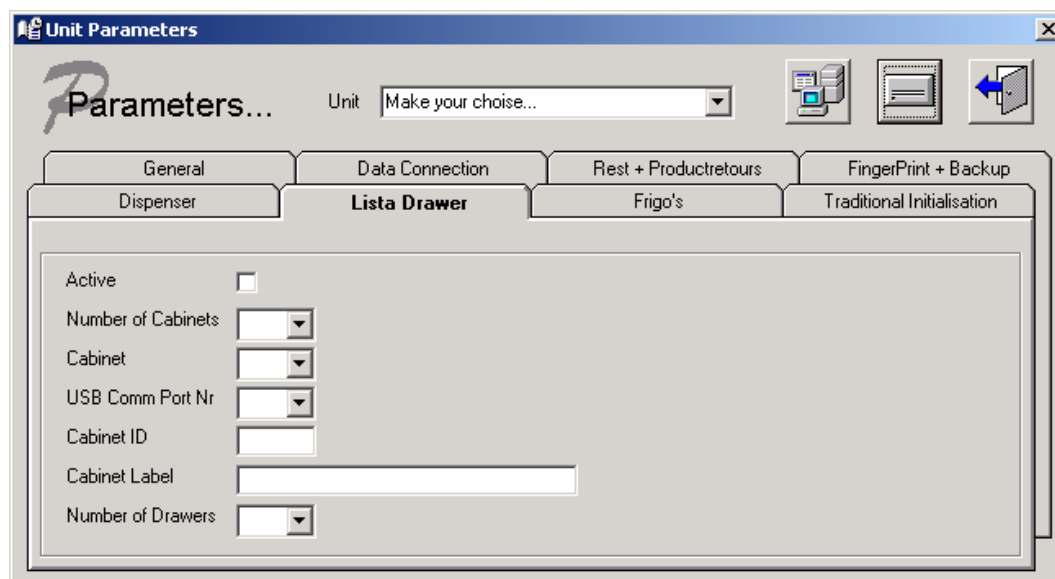 Unit Parameters
Parameters...
Unit
Make your choise...
General
Data Connection
Rest + Productretours
FingerPrint + Backup
Dispenser
Lista Drawer
Frigo's
Traditional Initialisation
Active
Number of Cabinets
Cabinet
USB Comm Port Nr
Cabinet ID
Cabinet Label
Number of Drawers